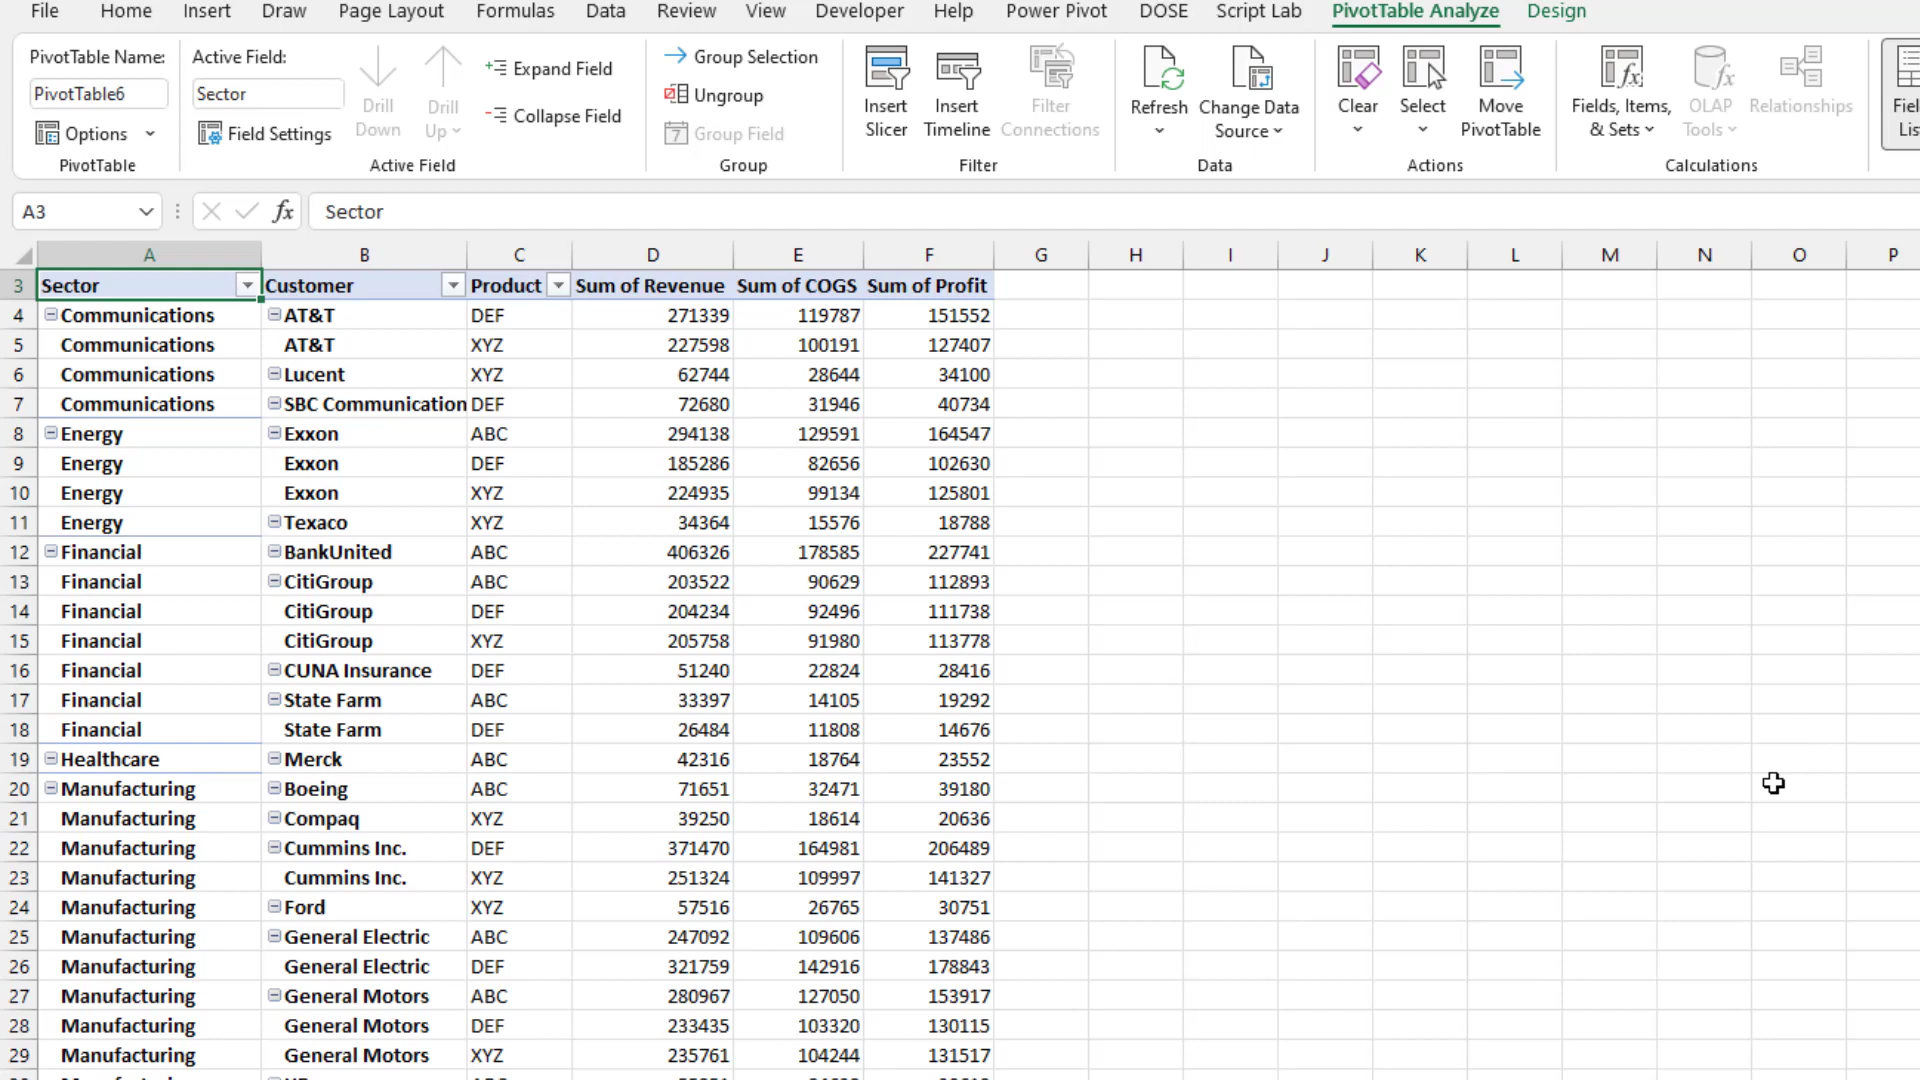 File Home Insert Draw Page Layout Formulas Data Review View Developer Help Power Pivot DOSE Script Lab PivotTable Analyze Design
PivotTable Name:
PivotTable6
Options
PivotTable
Active Field:
Sector
Field Settings
Drill Down
Drill Up
Expand Field
Collapse Field
Active Field
Group Selection
Ungroup
7 Group Field
Group
Insert Slicer
Insert Timeline
Filter Connections
Filter
Refresh
Change Data Source
Data
Clear
Select
Move PivotTable
Actions
Fields, Items, & Sets
OLAP Tools
Relationships
Calculations
A3 fx Sector
A B C D E F G H I J K L M N O P
3 Sector Customer Product Sum of Revenue Sum of COGS Sum of Profit
4 Communications AT&T DEF 271339 119787 151552
5 Communications AT&T XYZ 227598 100191 127407
6 Communications Lucent XYZ 62744 28644 34100
7 Communications SBC Communication DEF 72680 31946 40734
8 Energy Exxon ABC 294138 129591 164547
9 Energy Exxon DEF 185286 82656 102630
10 Energy Exxon XYZ 224935 99134 125801
11 Energy Texaco XYZ 34364 15576 18788
12 Financial BankUnited ABC 406326 178585 227741
13 Financial CitiGroup ABC 203522 90629 112893
14 Financial CitiGroup DEF 204234 92496 111738
15 Financial CitiGroup XYZ 205758 91980 113778
16 Financial CUNA Insurance DEF 51240 22824 28416
17 Financial State Farm ABC 33397 14105 19292
18 Financial State Farm DEF 26484 11808 14676
19 Healthcare Merck ABC 42316 18764 23552
20 Manufacturing Boeing ABC 71651 32471 39180
21 Manufacturing Compaq XYZ 39250 18614 20636
22 Manufacturing Cummins Inc. DEF 371470 164981 206489
23 Manufacturing Cummins Inc. XYZ 251324 109997 141327
24 Manufacturing Ford XYZ 57516 26765 30751
25 Manufacturing General Electric ABC 247092 109606 137486
26 Manufacturing General Electric DEF 321759 142916 178843
27 Manufacturing General Motors ABC 280967 127050 153917
28 Manufacturing General Motors DEF 233435 103320 130115
29 Manufacturing General Motors XYZ 235761 104244 131517